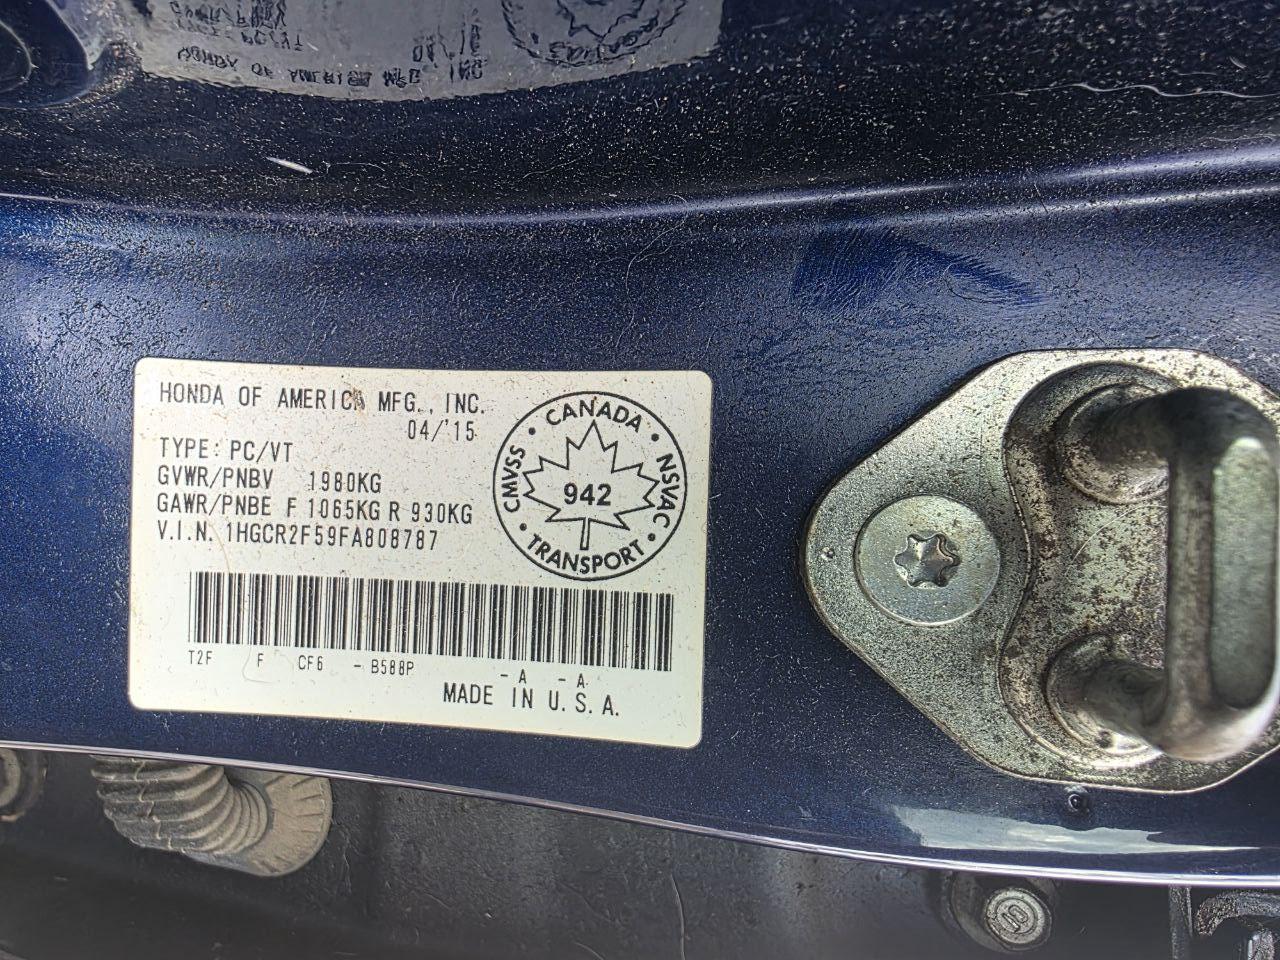 HONDA OF AMERICA MFG., INC.
04/'15
TYPE: PC/VT
GVWR/PNBV 1980KG
GAWR/PNBE F 1065KG R 930KG
V.I.N. 1HGCR2F59FA808787
CANADA
CMVSS
NSVAC
942
TRANSPORT
T2F F CF6 - B588P - A - A
MADE IN U.S.A.
10